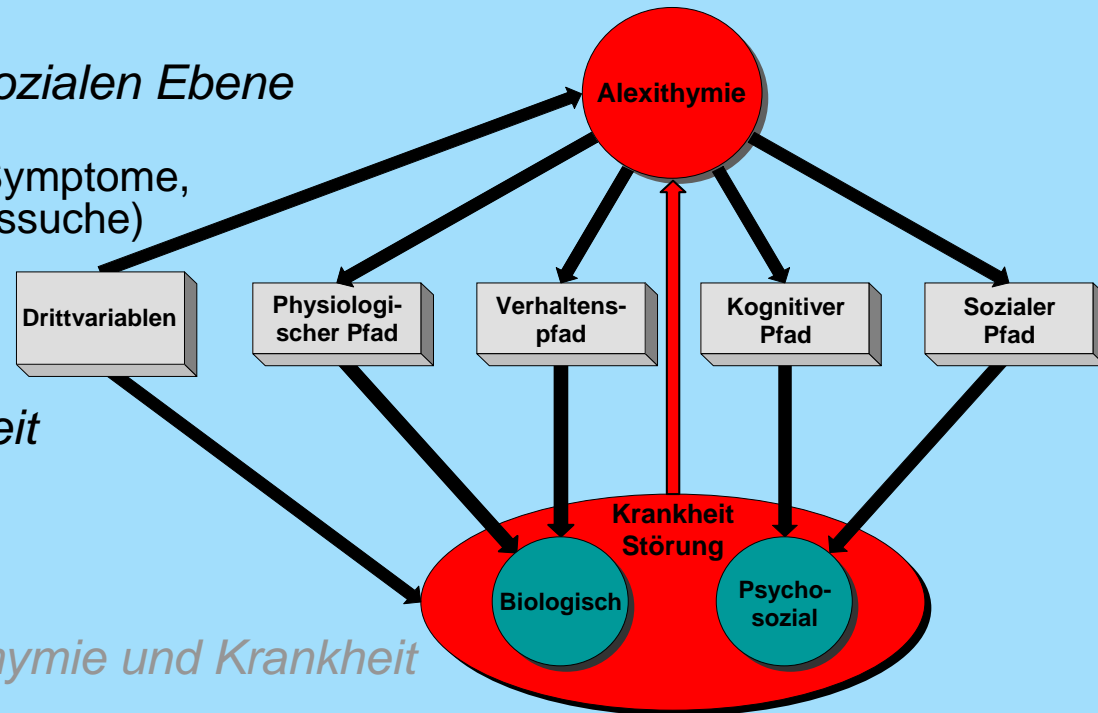 ozialen Ebene
Symptome,
ssuche)
eit
hymie und Krankheit
Alexithymie
Drittvariablen
Physiologi-
scher Pfad
Verhaltens-
pfad
Kognitiver
Pfad
Sozialer
Pfad
Krankheit
Störung
Biologisch
Psycho-
sozial